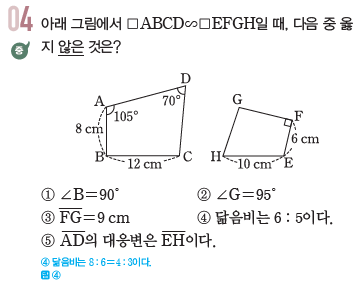 04 아래 그림에서 □ABCD∽□EFGH일 때, 다음 중 옳
중 지 않은 것은?
D
A 70° G
105° F
8 cm 6 cm
B C H E
12 cm 10 cm
① ∠B=90° ② ∠G=95°
③ FG=9 cm ④ 닮음비는 6 : 5이다.
⑤ AD의 대응변은 EH이다.
④ 닮음비는 8 : 6=4 : 3이다.
답 ④